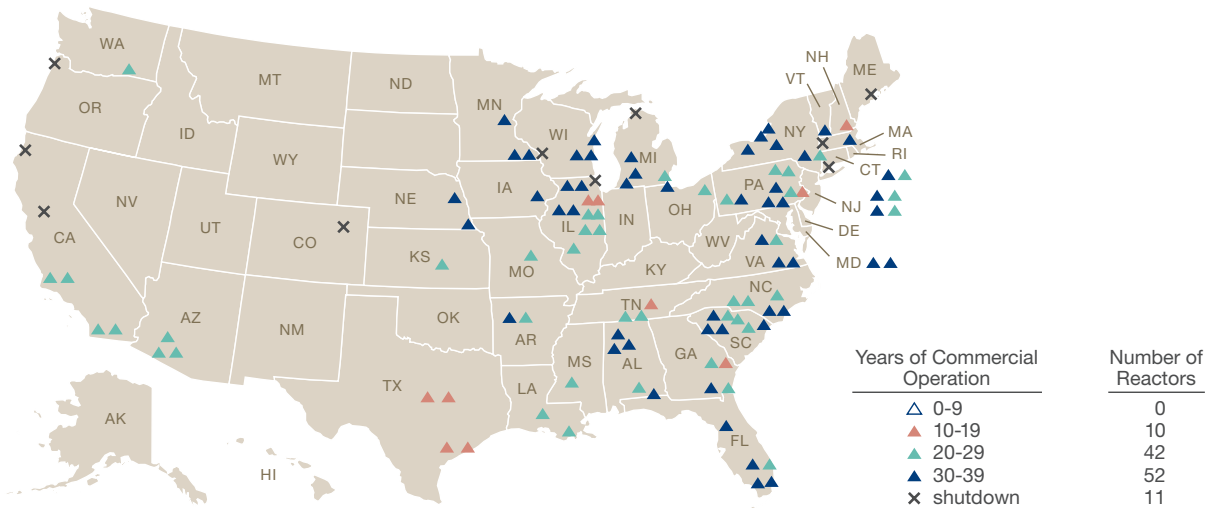 WA
MT
ND
MN
OR
ID
WY
WI
MI
NH
VT
ME
NY
MA
RI
CT
NV
UT
CO
NE
IA
IL
IN
OH
PA
NJ
DE
MD
CA
KS
MO
KY
WV
VA
AZ
NM
OK
AR
TN
NC
SC
TX
LA
MS
AL
GA
FL
AK
HI
Years of Commercial Operation
Number of Reactors
0-9 0
10-19 10
20-29 42
30-39 52
shutdown 11